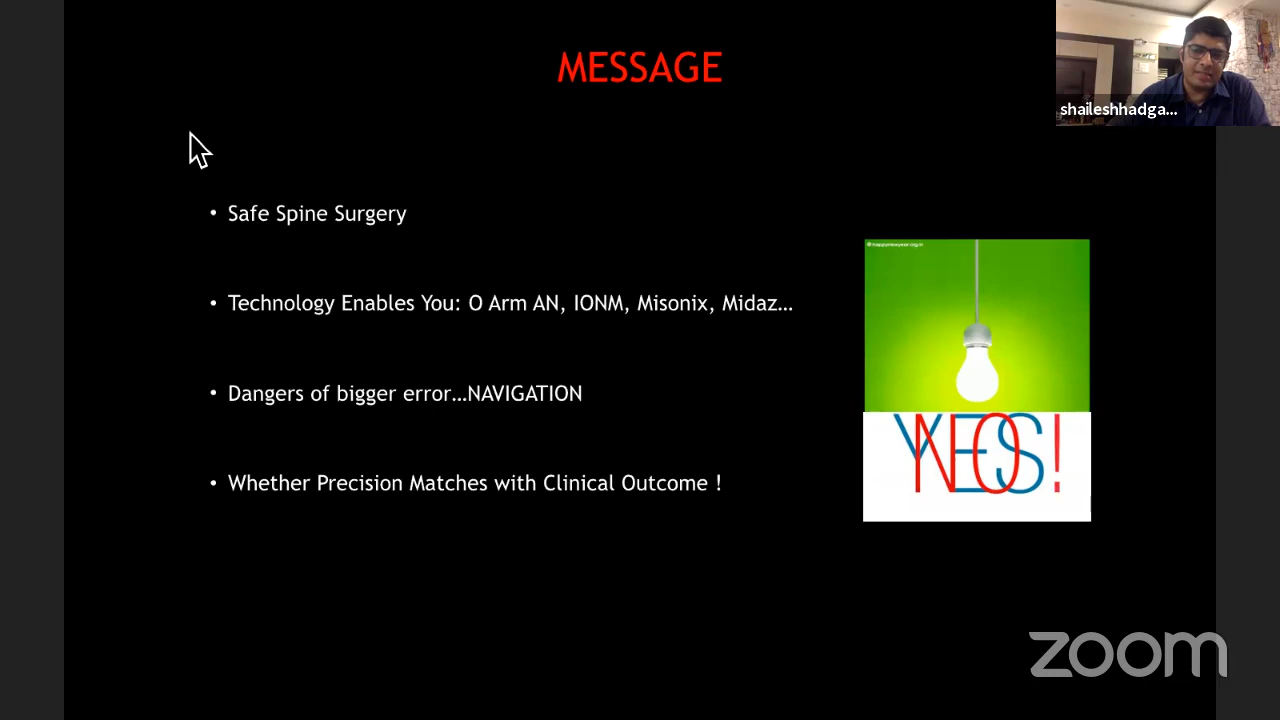 MESSAGE
shaileshhadga...
• Safe Spine Surgery
• Technology Enables You: O Arm AN, IONM, Misonix, Midaz...
• Dangers of bigger error...NAVIGATION
• Whether Precision Matches with Clinical Outcome !
YES
NO!
zoom